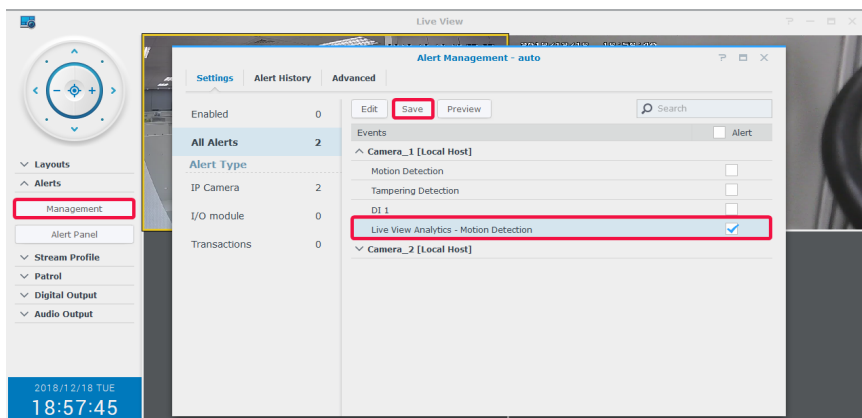 Live View
Alert Management - auto
Settings
Alert History
Advanced
Enabled 0
All Alerts 2
Alert Type
IP Camera 2
I/O module 0
Transactions 0
Edit
Save
Preview
Search
Events
Alert
Camera_1 [Local Host]
Motion Detection
Tampering Detection
DI 1
Live View Analytics - Motion Detection
Camera_2 [Local Host]
Layouts
Alerts
Management
Alert Panel
Stream Profile
Patrol
Digital Output
Audio Output
2018/12/18 TUE
18:57:45